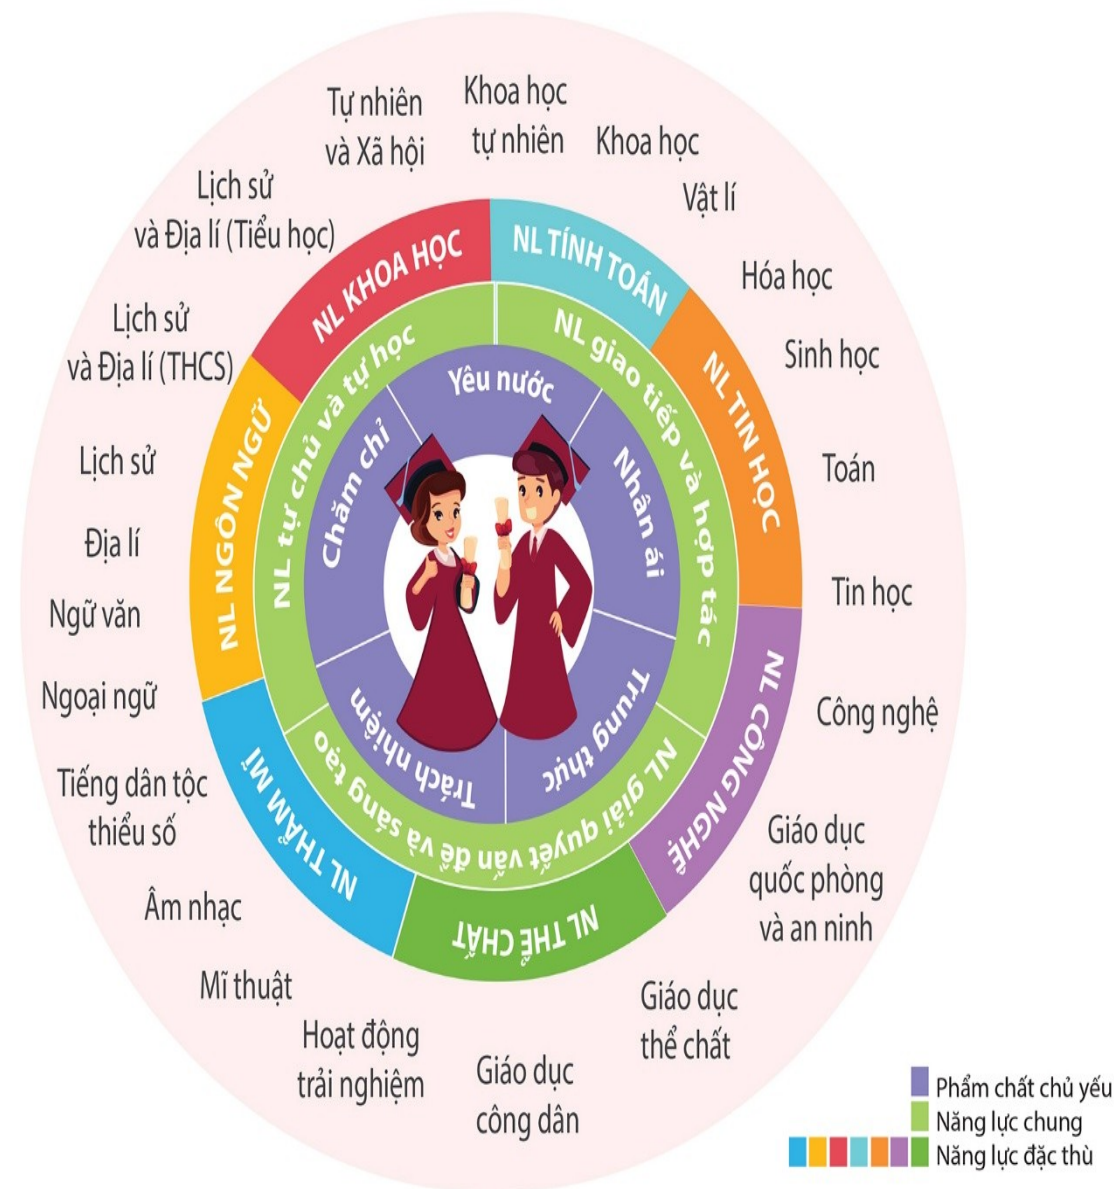 Tự nhiên
và Xã hội
Khoa học
tự nhiên
Khoa học
Vật lí
Hóa học
Sinh học
Toán
Tin học
Công nghệ
Giáo dục
quốc phòng
và an ninh
Giáo dục
thể chất
Giáo dục
công dân
Hoạt động
trải nghiệm
Mĩ thuật
Âm nhạc
Tiếng dân tộc
thiểu số
Ngoại ngữ
Ngữ văn
Địa lí
Lịch sử
Lịch sử
và Địa lí (THCS)
Lịch sử
và Địa lí (Tiểu học)
NL KHOA HỌC
NL TÍNH TOÁN
NL TIN HỌC
NL CÔNG NGHỆ
NL THỂ CHẤT
NL THẨM MĨ
NL NGÔN NGỮ
NL tự chủ và tự học
NL giao tiếp và hợp tác
NL giải quyết vấn đề và sáng tạo
Yêu nước
Nhân ái
Trung thực
Trách nhiệm
Chăm chỉ
Phẩm chất chủ yếu
Năng lực chung
Năng lực đặc thù